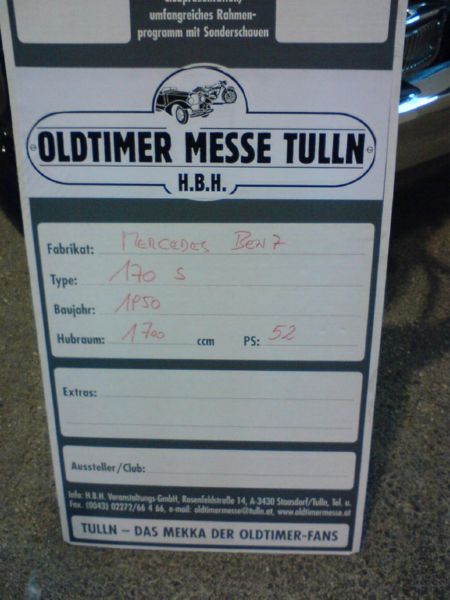 umfangreiches Rahmen-
programm mit Sonderschauen
OLDTIMER MESSE TULLN
H.B.H.
Fabrikat: MERCEDES BENZ
Type: 170 S
Baujahr: 1950
Hubraum: 1700 ccm PS: 52
Extras:
Aussteller/Club:
Info: H.B.H. Veranstaltungs-GmbH, Rosenfeldstraße 14, A-3430 Staasdorf/Tulln, Tel. u.
Fax. (0043) 02272/66 4 66, e-mail: oldtimermesse@tulln.at, www.oldtimermesse.at
TULLN – DAS MEKKA DER OLDTIMER-FANS